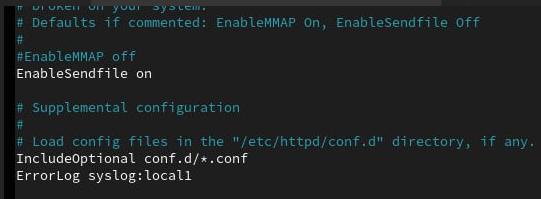 # broken on your system.
# Defaults if commented: EnableMMAP On, EnableSendfile Off
#
#EnableMMAP off
EnableSendfile on
# Supplemental configuration
#
# Load config files in the "/etc/httpd/conf.d" directory, if any.
IncludeOptional conf.d/*.conf
ErrorLog syslog:local1